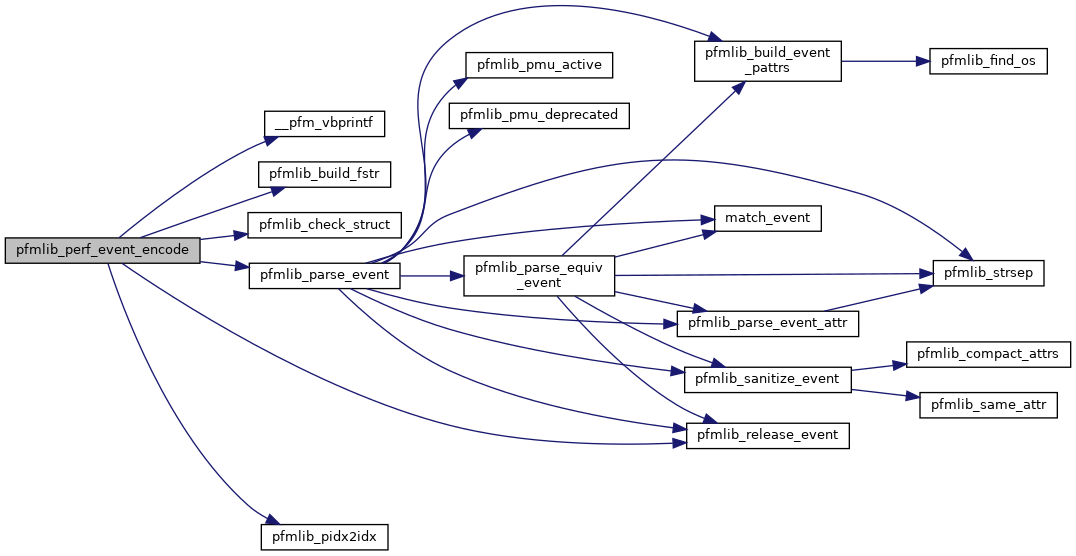 pfmlib_perf_event_encode
__pfm_vbprintf
pfmlib_build_fstr
pfmlib_check_struct
pfmlib_parse_event
pfmlib_pidx2idx
pfmlib_pmu_active
pfmlib_pmu_deprecated
pfmlib_parse_equiv
_event
pfmlib_build_event
_pattrs
match_event
pfmlib_parse_event_attr
pfmlib_sanitize_event
pfmlib_release_event
pfmlib_find_os
pfmlib_strsep
pfmlib_compact_attrs
pfmlib_same_attr